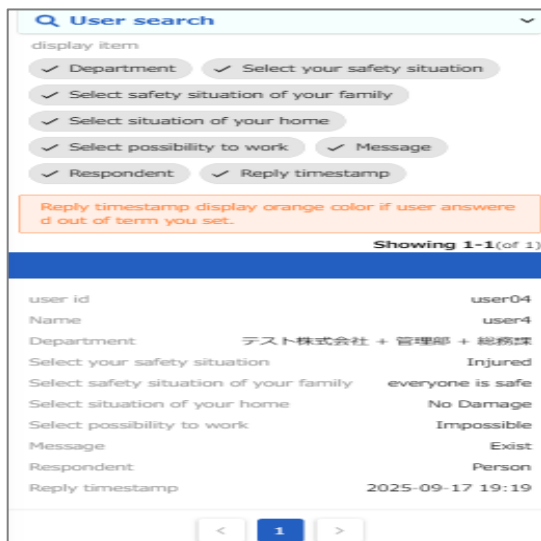 User search
display item
Department Select your safety situation
Select safety situation of your family
Select situation of your home
Select possibility to work Message
Respondent Reply timestamp
Reply timestamp display orange color if user answere
d out of term you set.
Showing 1-1(of 1)
user id user04
Name user4
Department テスト株式会社 + 管理部 + 総務課
Select your safety situation Injured
Select safety situation of your family everyone is safe
Select situation of your home No Damage
Select possibility to work Impossible
Message Exist
Respondent Person
Reply timestamp 2025-09-17 19:19
< 1 >